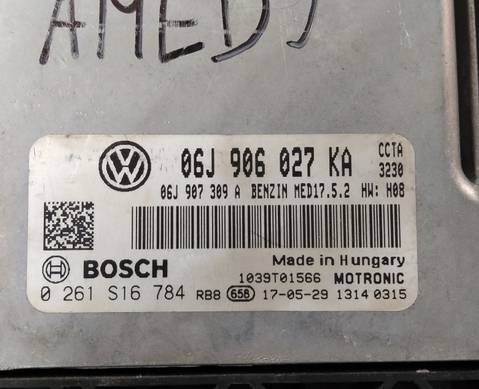 AMEDJ
06J 906 027 KA CCTA
3230
06J 907 309 A BENZIN MED17.5.2 HW: H08
Made in Hungary
BOSCH 1039T01566 MOTRONIC
0 261 S16 784 RB8 658 17-05-29 1314 0315